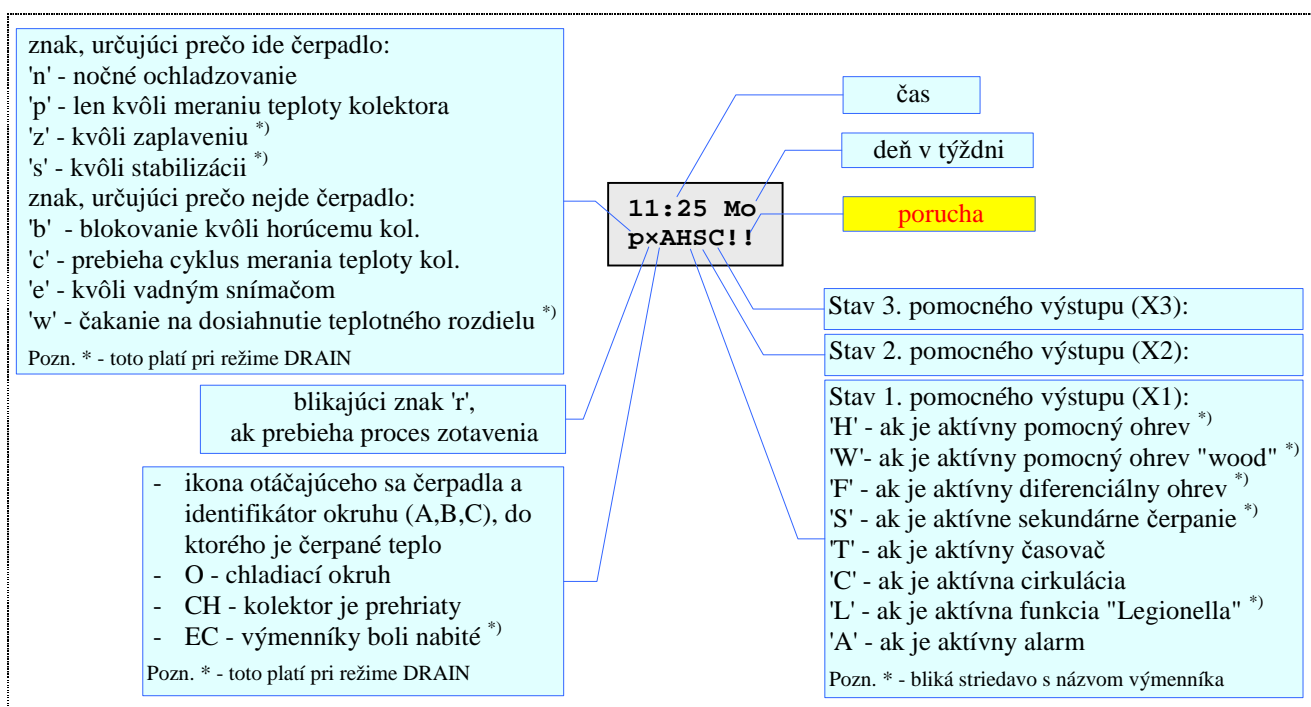 znak, určujúci prečo ide čerpadlo:
'n' - nočné ochladzovanie
'p' - len kvôli meraniu teploty kolektora
'z' - kvôli zaplaveniu *)
's' - kvôli stabilizácii *)
znak, určujúci prečo nejde čerpadlo:
'b' - blokovanie kvôli horúcemu kol.
'c' - prebieha cyklus merania teploty kol.
'e' - kvôli vadným snímačom
'w' - čakanie na dosiahnutie teplotného rozdielu *)
Pozn. * - toto platí pri režime DRAIN
blikajúci znak 'r',
ak prebieha proces zotavenia
- ikona otáčajúceho sa čerpadla a
identifikátor okruhu (A,B,C), do
ktorého je čerpané teplo
- O - chladiací okruh
- CH - kolektor je prehriaty
- EC - výmenníky boli nabité *)
Pozn. * - toto platí pri režime DRAIN
11:25 Mo
p×AHSC!!
čas
deň v týždni
porucha
Stav 3. pomocného výstupu (X3):
Stav 2. pomocného výstupu (X2):
Stav 1. pomocného výstupu (X1):
'H' - ak je aktívny pomocný ohrev *)
'W'- ak je aktívny pomocný ohrev "wood" *)
'F' - ak je aktívny diferenciálny ohrev *)
'S' - ak je aktívne sekundárne čerpanie *)
'T' - ak je aktívny časovač
'C' - ak je aktívna cirkulácia
'L' - ak je aktívna funkcia "Legionella" *)
'A' - ak je aktívny alarm
Pozn. * - bliká striedavo s názvom výmenníka